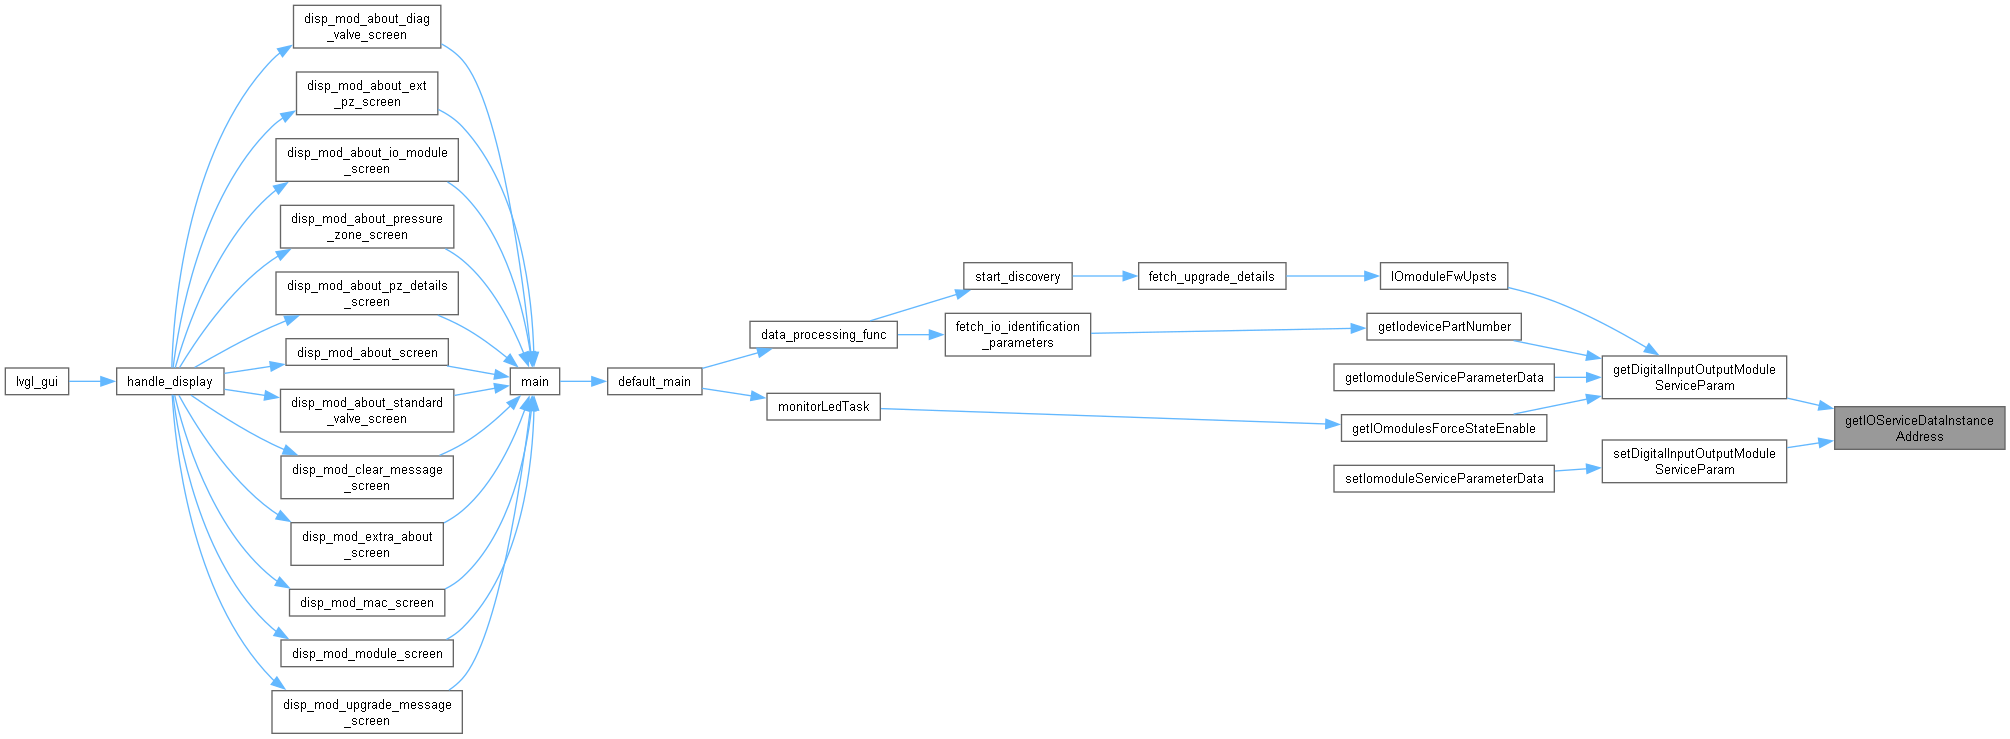 disp_mod_about_diag
_valve_screen
disp_mod_about_ext
_pz_screen
disp_mod_about_io_module
_screen
disp_mod_about_pressure
_zone_screen
disp_mod_about_pz_details
_screen
disp_mod_about_screen
lvgl_gui
handle_display
disp_mod_about_standard
_valve_screen
disp_mod_clear_message
_screen
disp_mod_extra_about
_screen
disp_mod_mac_screen
disp_mod_module_screen
disp_mod_upgrade_message
_screen
main
default_main
data_processing_func
monitorLedTask
start_discovery
fetch_io_identification
_parameters
fetch_upgrade_details
IOmoduleFwUpsts
getIodevicePartNumber
getIomoduleServiceParameterData
getIOmodulesForceStateEnable
setIomoduleServiceParameterData
getDigitalInputOutputModule
ServiceParam
setDigitalInputOutputModule
ServiceParam
getIOServiceDataInstance
Address